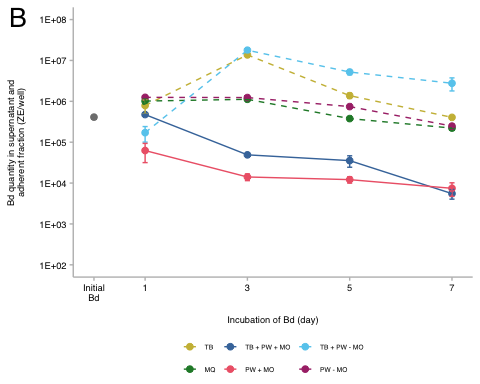 B
1E+08
1E+07
1E+06
1E+05
1E+04
1E+03
1E+02
Bd quantity in supernatant and
adherent fraction (ZE/well)
Initial
Bd
1
3
5
7
Incubation of Bd (day)
TB
TB + PW + MO
TB + PW - MO
MQ
PW + MO
PW - MO